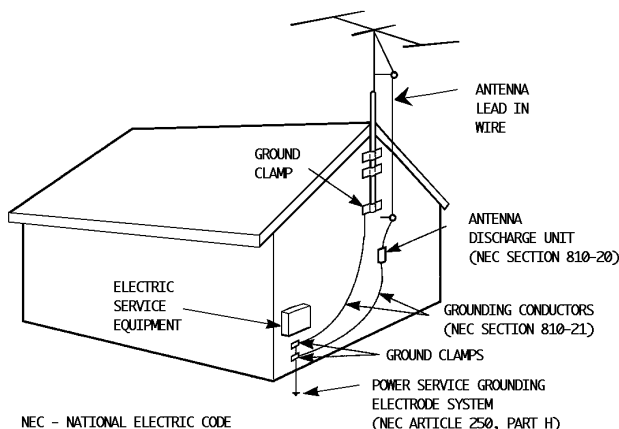 ANTENNA
LEAD IN
WIRE
GROUND
CLAMP
ANTENNA
DISCHARGE UNIT
(NEC SECTION 810-20)
ELECTRIC
SERVICE
EQUIPMENT
GROUNDING CONDUCTORS
(NEC SECTION 810-21)
GROUND CLAMPS
POWER SERVICE GROUNDING
ELECTRODE SYSTEM
(NEC ARTICLE 250, PART H)
NEC - NATIONAL ELECTRIC CODE